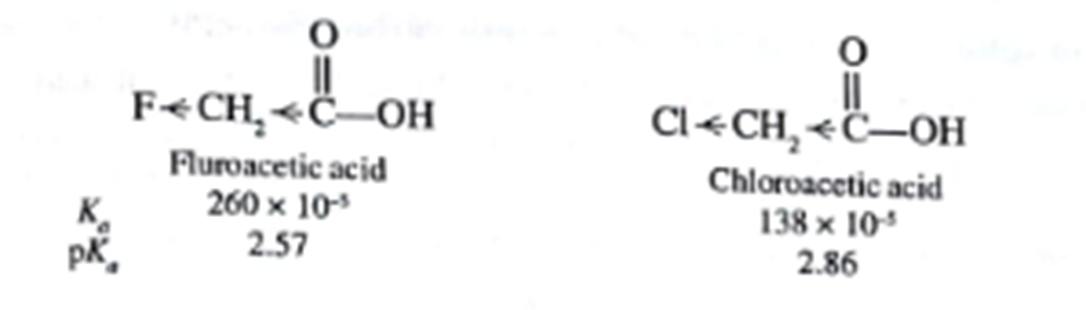 O
F←CH₂←C—OH
Fluroacetic acid
Kₐ 260 × 10⁻⁵
pKₐ 2.57
O
Cl←CH₂←C—OH
Chloroacetic acid
138 × 10⁻⁵
2.86